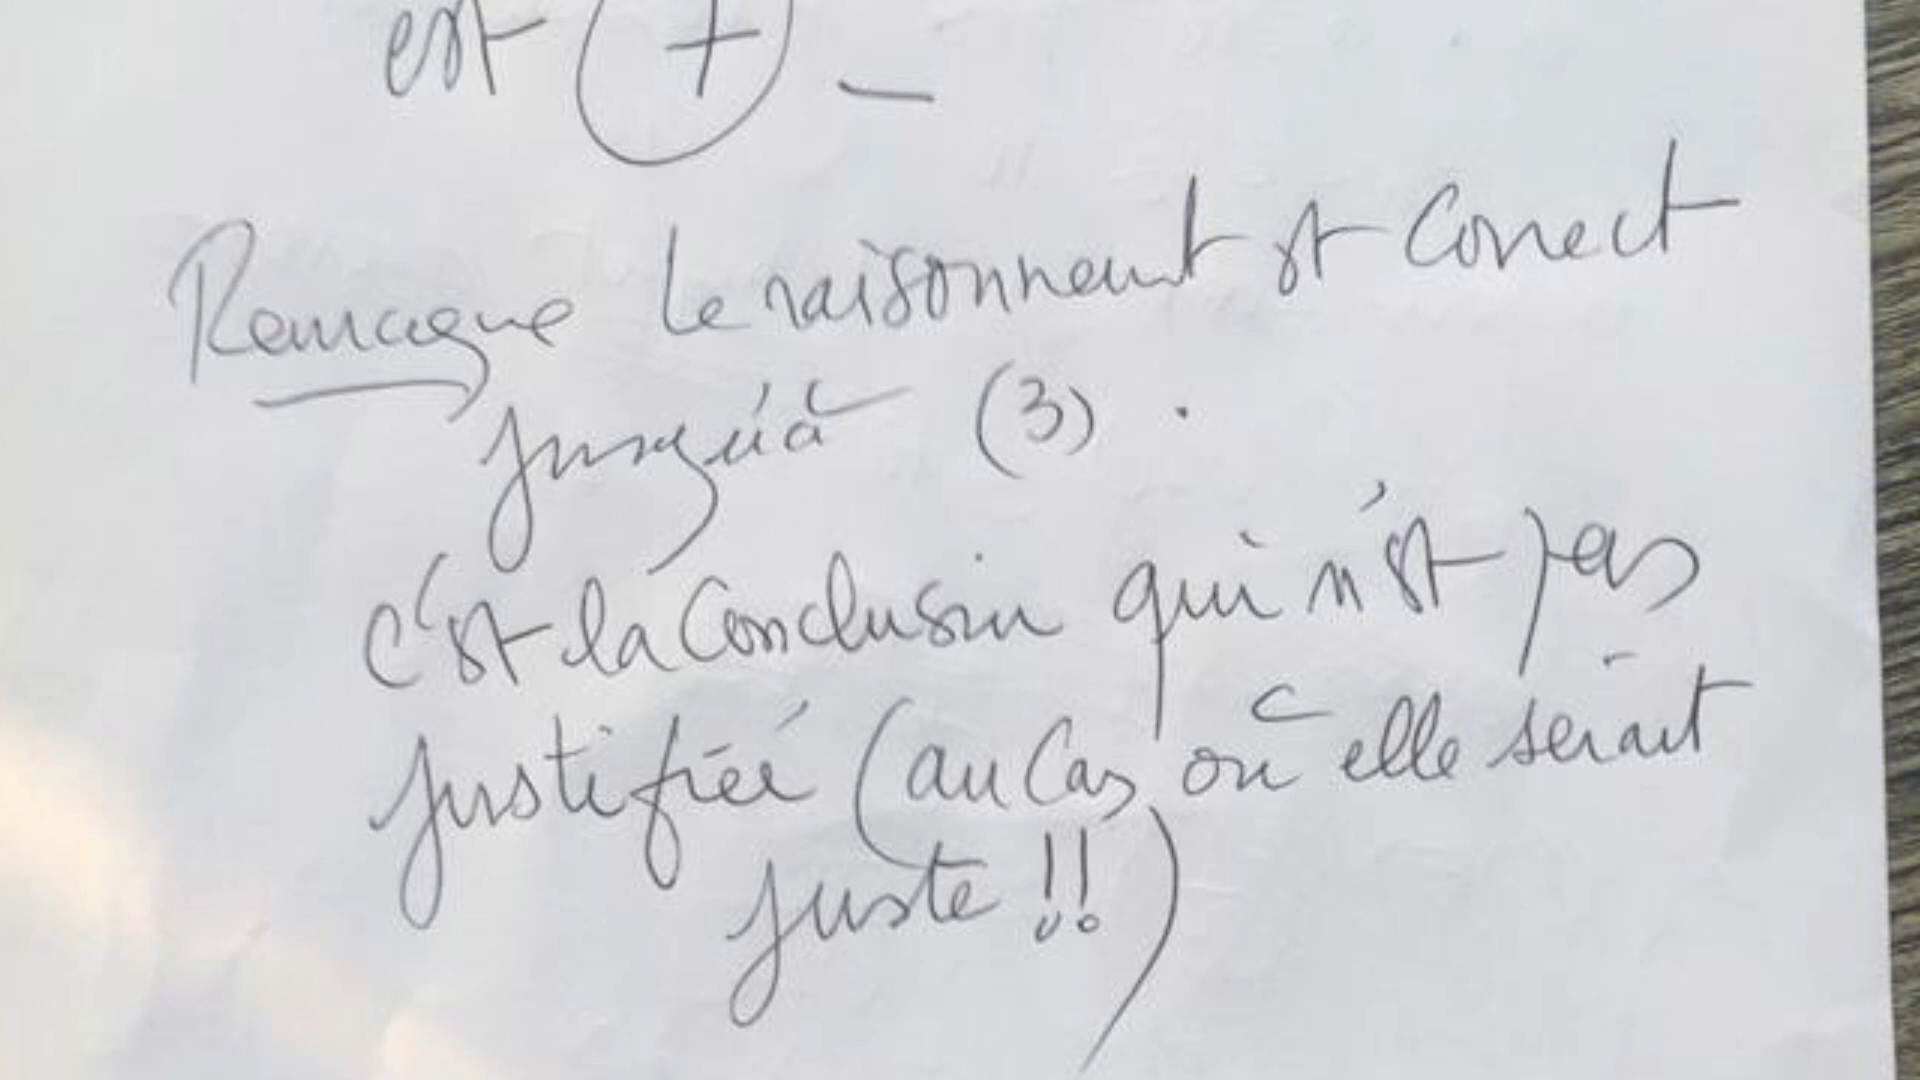 est (+) _
Remarque Le raisonnement est Correct
jusqu'à (3).
c'est la Conclusion qui n'est pas
justifiée (au Cas où elle serait
juste !!)